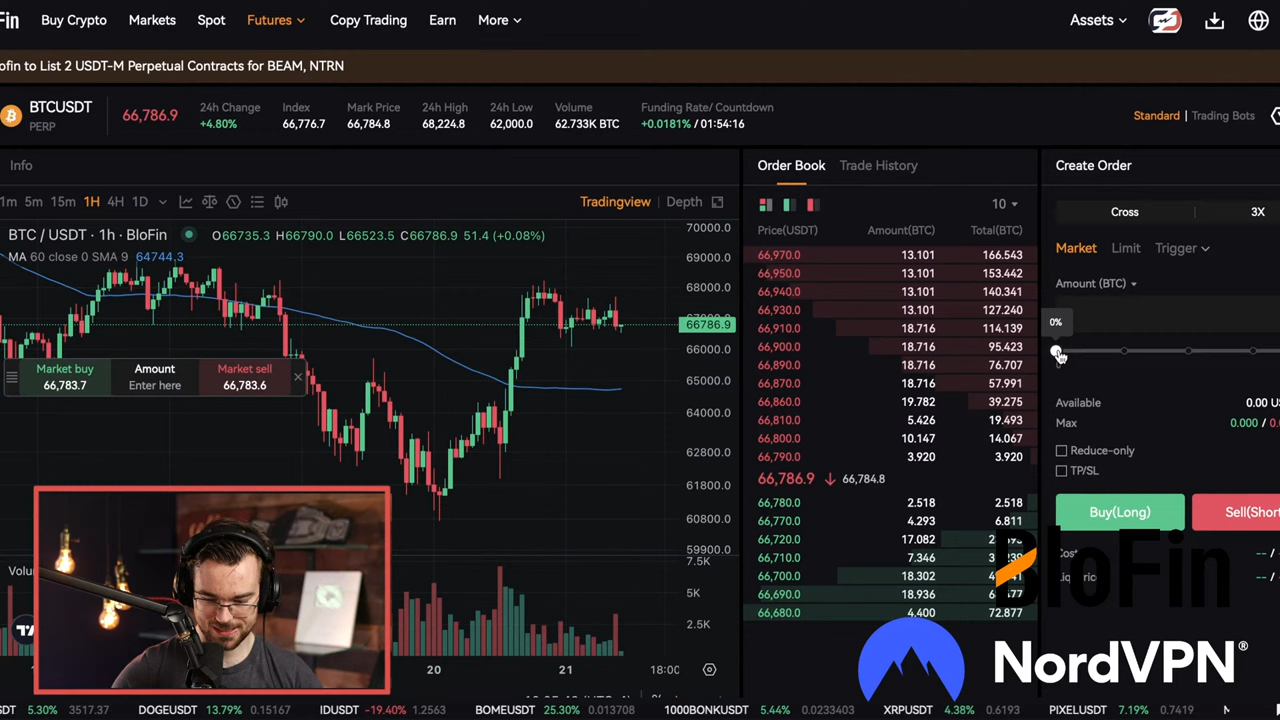 Fin Buy Crypto Markets Spot Futures Copy Trading Earn More Assets
ofin to List 2 USDT-M Perpetual Contracts for BEAM, NTRN
BTCUSDT
PERP
66,786.9
24h Change
+4.80%
Index
66,776.7
Mark Price
66,784.8
24h High
68,224.8
24h Low
62,000.0
Volume
62.733K BTC
Funding Rate/ Countdown
+0.0181% / 01:54:16
Standard | Trading Bots
Info
1m 5m 15m 1H 4H 1D
Tradingview Depth
BTC / USDT · 1h · BloFin O66735.3 H66790.0 L66523.5 C66786.9 51.4 (+0.08%)
MA 60 close 0 SMA 9 64744.3
70000.0
69000.0
68000.0
66786.9
66000.0
65000.0
64000.0
62800.0
61800.0
60800.0
59900.0
7.5K
5K
2.5K
Market buy
66,783.7
Amount
Enter here
Market sell
66,783.6
Volu
20 21 18:00
Order Book Trade History
10
Price(USDT) Amount(BTC) Total(BTC)
66,970.0 13.101 166.543
66,950.0 13.101 153.442
66,940.0 13.101 140.341
66,930.0 13.101 127.240
66,910.0 18.716 114.139
66,900.0 18.716 95.423
66,890.0 18.716 76.707
66,870.0 18.716 57.991
66,860.0 19.782 39.275
66,810.0 5.426 19.493
66,800.0 10.147 14.067
66,790.0 3.920 3.920
66,786.9 66,784.8
66,780.0 2.518 2.518
66,770.0 4.293 6.811
66,720.0 17.082
66,710.0 7.346
66,700.0 18.302
66,690.0 18.936
66,680.0 4.400 72.877
Create Order
Cross 3X
Market Limit Trigger
Amount (BTC)
0%
Available 0.00 US
Max 0.000 / 0.0
Reduce-only
TP/SL
Buy(Long) Sell(Short
BloFin
NordVPN®
SDT 5.30% 3517.37 DOGEUSDT 13.79% 0.15167 IDUSDT -19.40% 1.2563 BOMEUSDT 25.30% 0.013708 1000BONKUSDT 5.44% 0.0233403 XRPUSDT 4.38% 0.6193 PIXELUSDT 7.19% 0.7419